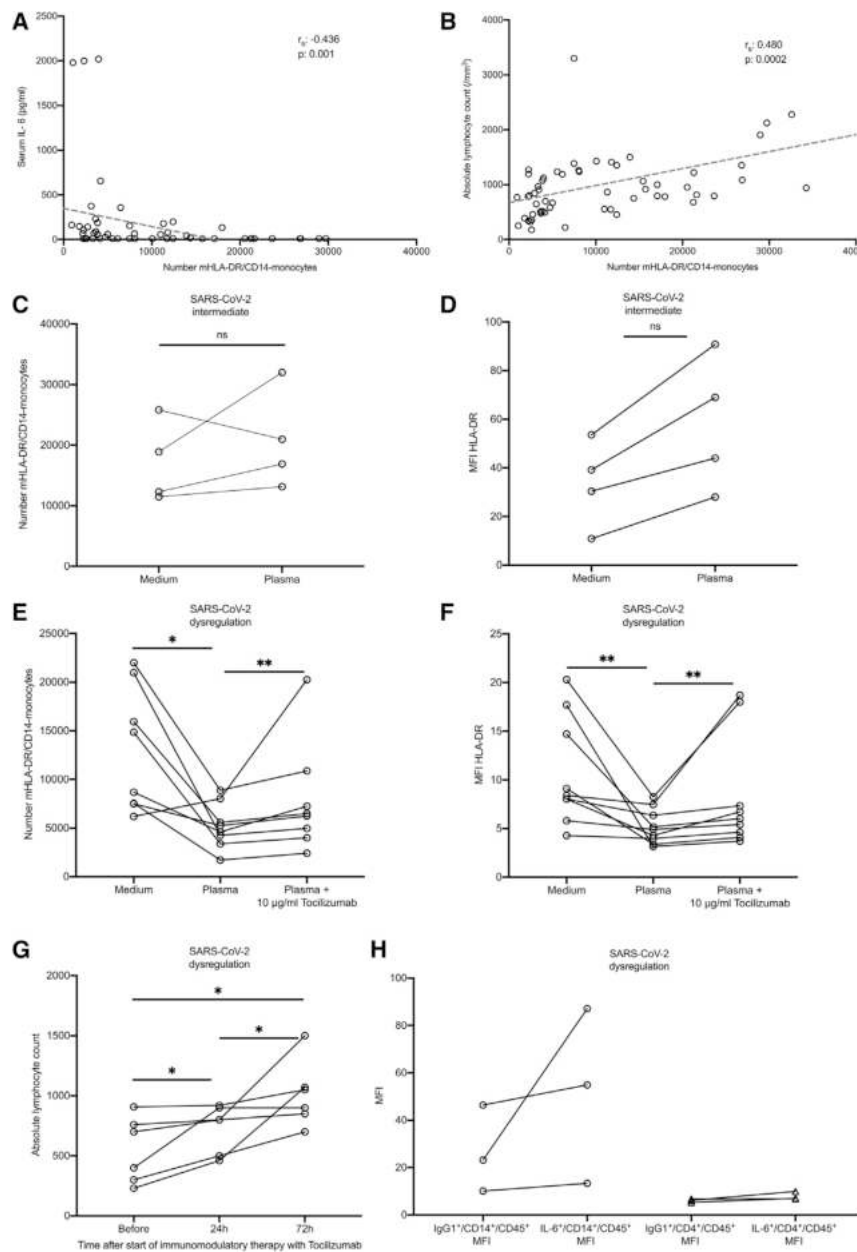 A
2500
2000
1500
1000
500
0
Serum IL- 6 (pg/ml)
rs: -0.436
p: 0.001
0
10000
20000
30000
40000
Number mHLA-DR/CD14-monocytes
B
4000
3000
2000
1000
0
Absolute lymphocyte count (/mm3)
rs: 0.480
p: 0.0002
0
10000
20000
30000
4000
Number mHLA-DR/CD14-monocytes
C
SARS-CoV-2
intermediate
ns
40000
30000
20000
10000
0
Number mHLA-DR/CD14-monocytes
Medium
Plasma
D
SARS-CoV-2
intermediate
ns
100
80
60
40
20
0
MFI HLA-DR
Medium
Plasma
E
SARS-CoV-2
dysregulation
*
**
25000
20000
15000
10000
5000
0
Number mHLA-DR/CD14-monocytes
Medium
Plasma
Plasma +
10 µg/ml Tocilizumab
F
SARS-CoV-2
dysregulation
**
**
25
20
15
10
5
0
MFI HLA-DR
Medium
Plasma
Plasma +
10 µg/ml Tocilizumab
G
SARS-CoV-2
dysregulation
*
*
*
2000
1500
1000
500
0
Absolute lymphocyte count
Before
24h
72h
Time after start of immunomodulatory therapy with Tocilizumab
H
SARS-CoV-2
dysregulation
100
80
60
40
20
0
MFI
IgG1+/CD14+/CD45+
MFI
IL-6+/CD14+/CD45+
MFI
IgG1+/CD4+/CD45+
MFI
IL-6+/CD4+/CD45+
MFI